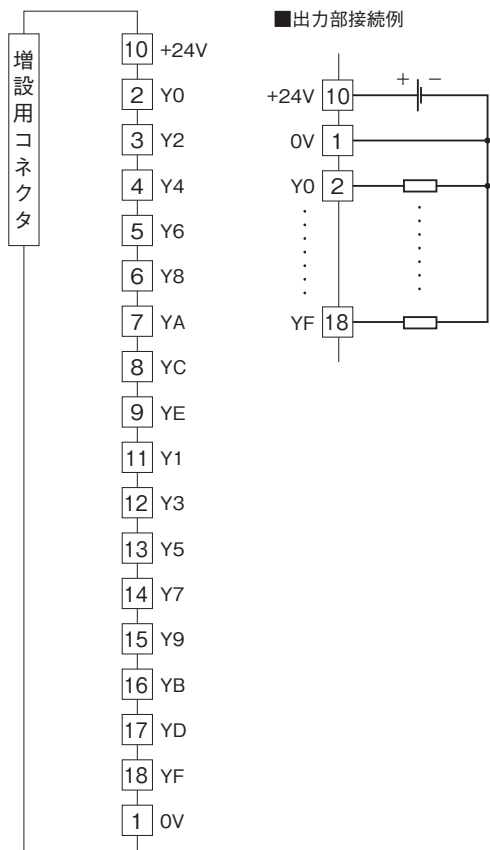 増設用コネクタ
10 +24V
2 Y0
3 Y2
4 Y4
5 Y6
6 Y8
7 YA
8 YC
9 YE
11 Y1
12 Y3
13 Y5
14 Y7
15 Y9
16 YB
17 YD
18 YF
1 0V
■出力部接続例
+ −
+24V 10
0V 1
Y0 2
YF 18